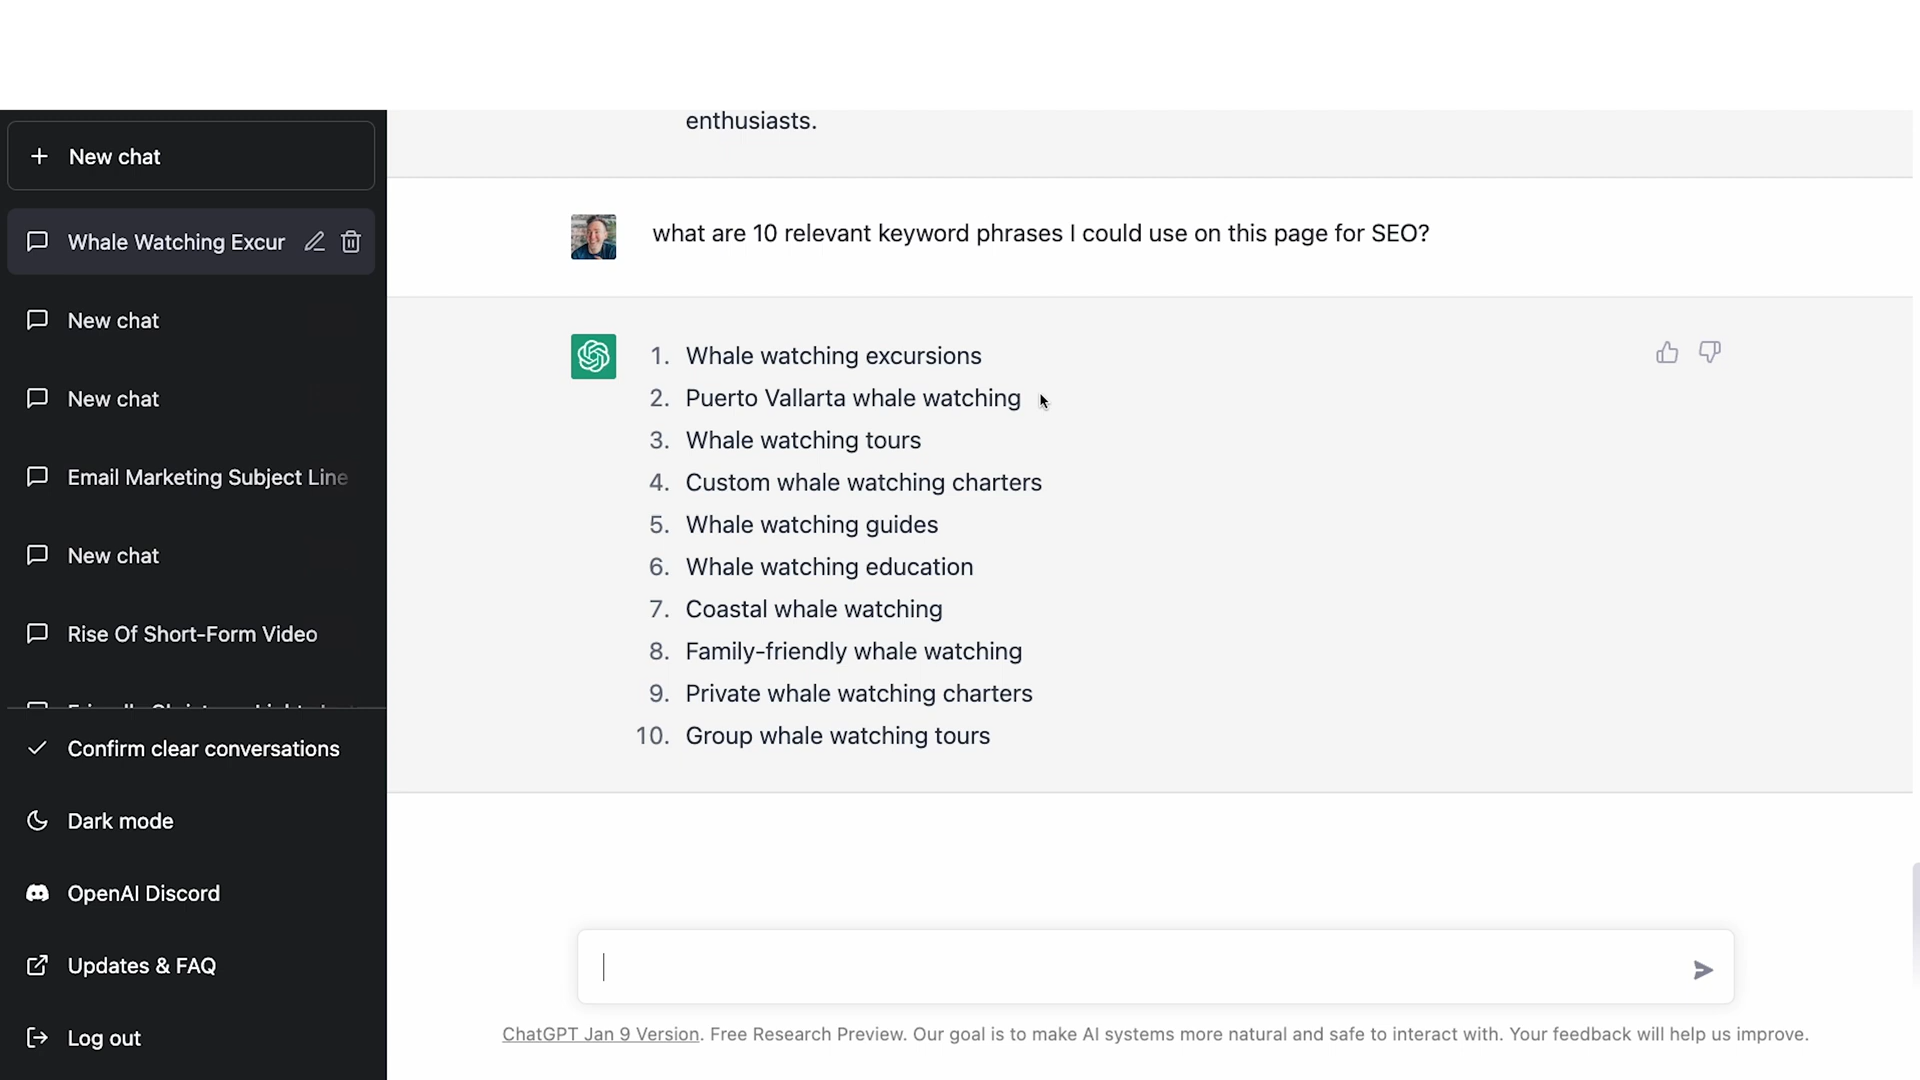 New chat
Whale Watching Excur
New chat
New chat
Email Marketing Subject Line
New chat
Rise Of Short-Form Video
Confirm clear conversations
Dark mode
OpenAI Discord
Updates & FAQ
Log out
enthusiasts.
what are 10 relevant keyword phrases I could use on this page for SEO?
1. Whale watching excursions
2. Puerto Vallarta whale watching
3. Whale watching tours
4. Custom whale watching charters
5. Whale watching guides
6. Whale watching education
7. Coastal whale watching
8. Family-friendly whale watching
9. Private whale watching charters
10. Group whale watching tours
ChatGPT Jan 9 Version. Free Research Preview. Our goal is to make AI systems more natural and safe to interact with. Your feedback will help us improve.